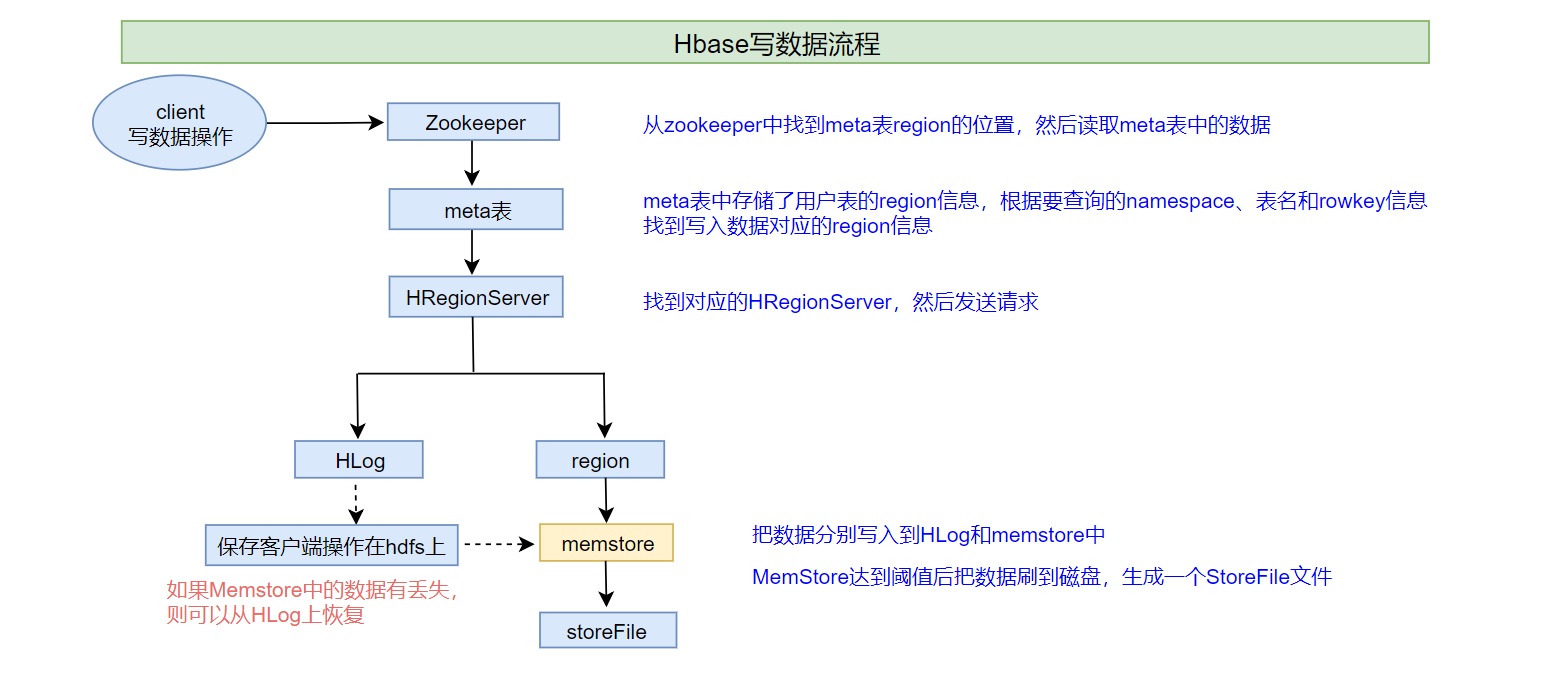 Hbase写数据流程
client
写数据操作
Zookeeper
从zookeeper中找到meta表region的位置，然后读取meta表中的数据
meta表
meta表中存储了用户表的region信息，根据要查询的namespace、表名和rowkey信息
找到写入数据对应的region信息
HRegionServer
找到对应的HRegionServer，然后发送请求
HLog
region
保存客户端操作在hdfs上
memstore
把数据分别写入到HLog和memstore中
MemStore达到阈值后把数据刷到磁盘，生成一个StoreFile文件
如果Memstore中的数据有丢失，
则可以从HLog上恢复
storeFile